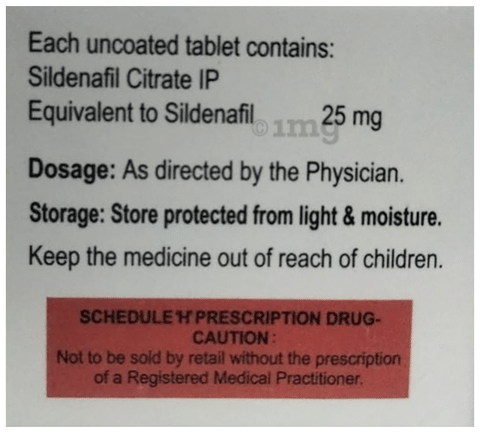 Each uncoated tablet contains:
Sildenafil Citrate IP
Equivalent to Sildenafil 25 mg
©1mg
Dosage: As directed by the Physician.
Storage: Store protected from light & moisture.
Keep the medicine out of reach of children.
SCHEDULE 'H' PRESCRIPTION DRUG-
CAUTION :
Not to be sold by retail without the prescription
of a Registered Medical Practitioner.